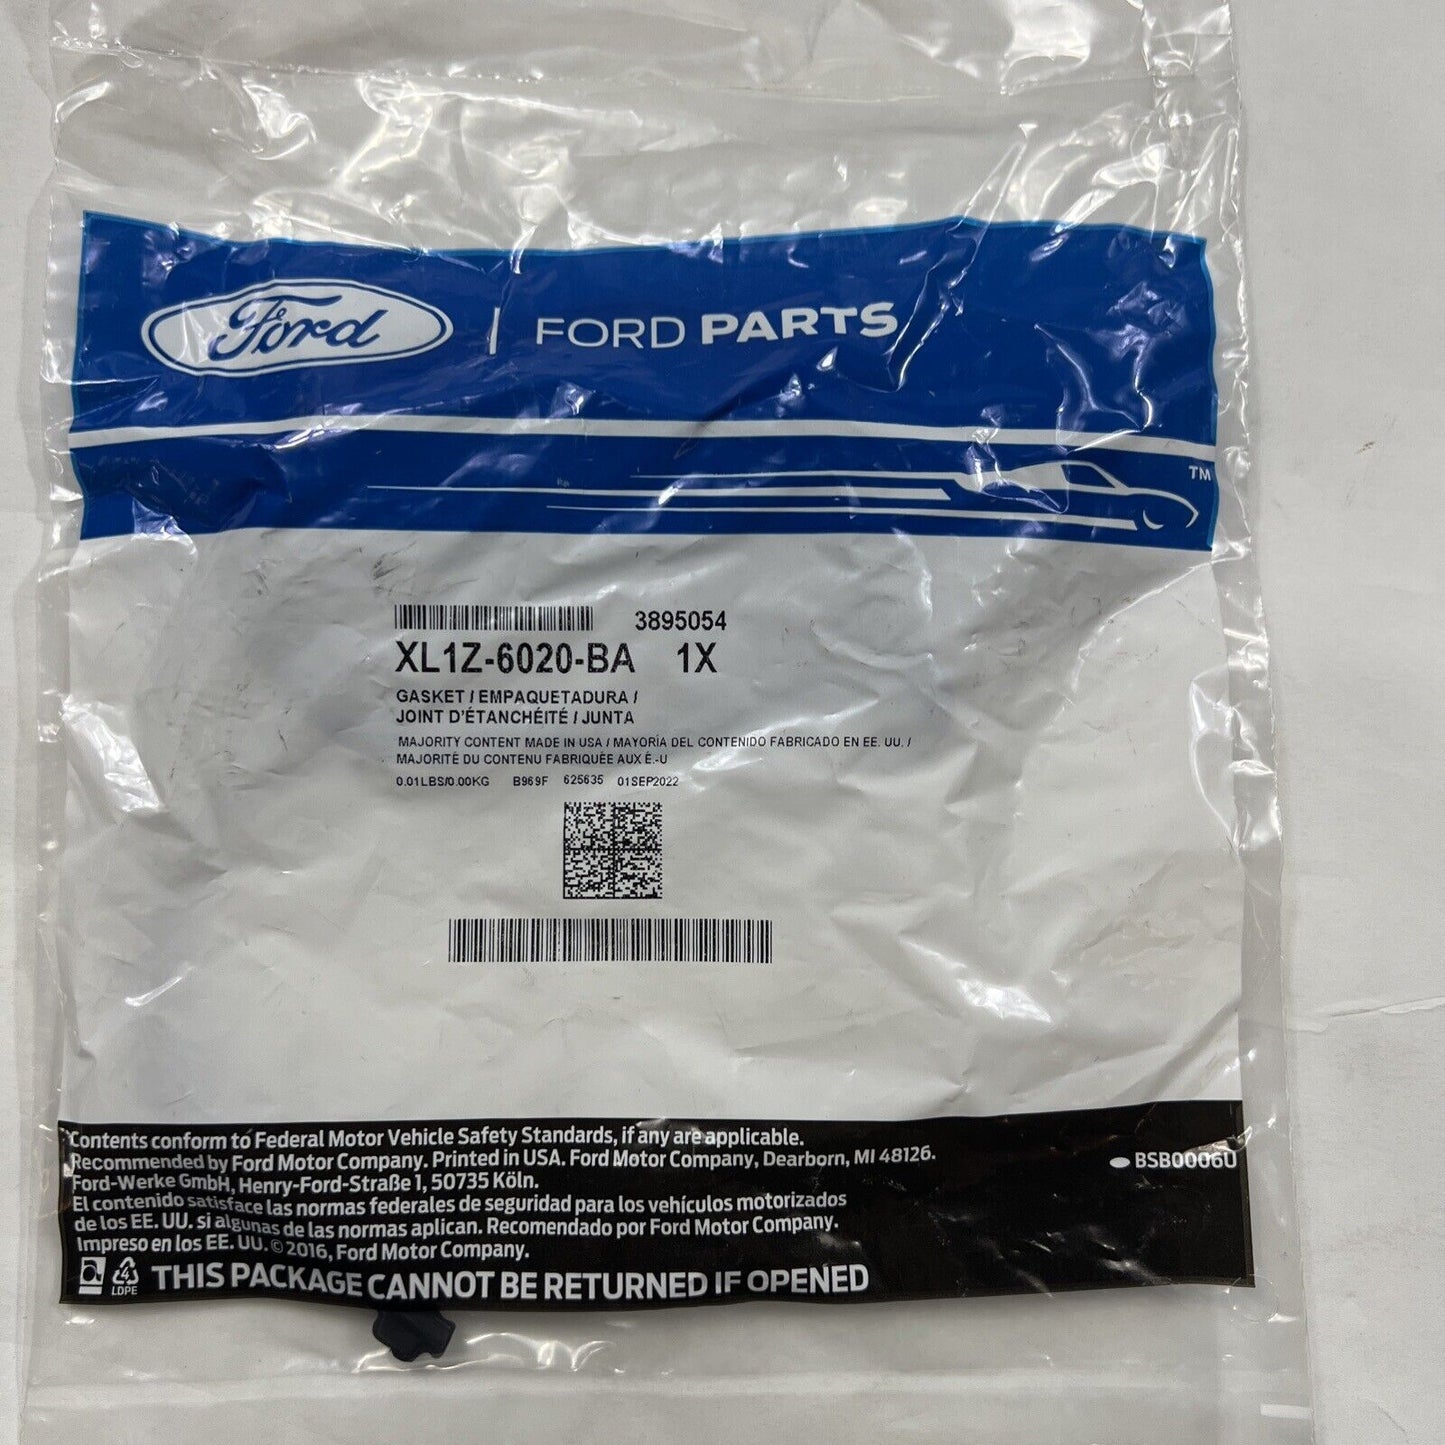 Ford | FORD PARTS
TM
3895054
XL1Z-6020-BA 1X
GASKET / EMPAQUETADURA /
JOINT D'ÉTANCHÉITÉ / JUNTA
MAJORITY CONTENT MADE IN USA / MAYORÍA DEL CONTENIDO FABRICADO EN EE. UU. /
MAJORITÉ DU CONTENU FABRIQUÉE AUX É.-U
0.01LBS/0.00KG B969F 625635 01SEP2022
Contents conform to Federal Motor Vehicle Safety Standards, if any are applicable.
Recommended by Ford Motor Company. Printed in USA. Ford Motor Company, Dearborn, MI 48126.
Ford-Werke GmbH, Henry-Ford-Straße 1, 50735 Köln.
El contenido satisface las normas federales de seguridad para los vehículos motorizados
de los EE. UU. si algunas de las normas aplican. Recomendado por Ford Motor Company.
Impreso en los EE. UU. © 2016, Ford Motor Company.
BSB0006U
4
LDPE
THIS PACKAGE CANNOT BE RETURNED IF OPENED